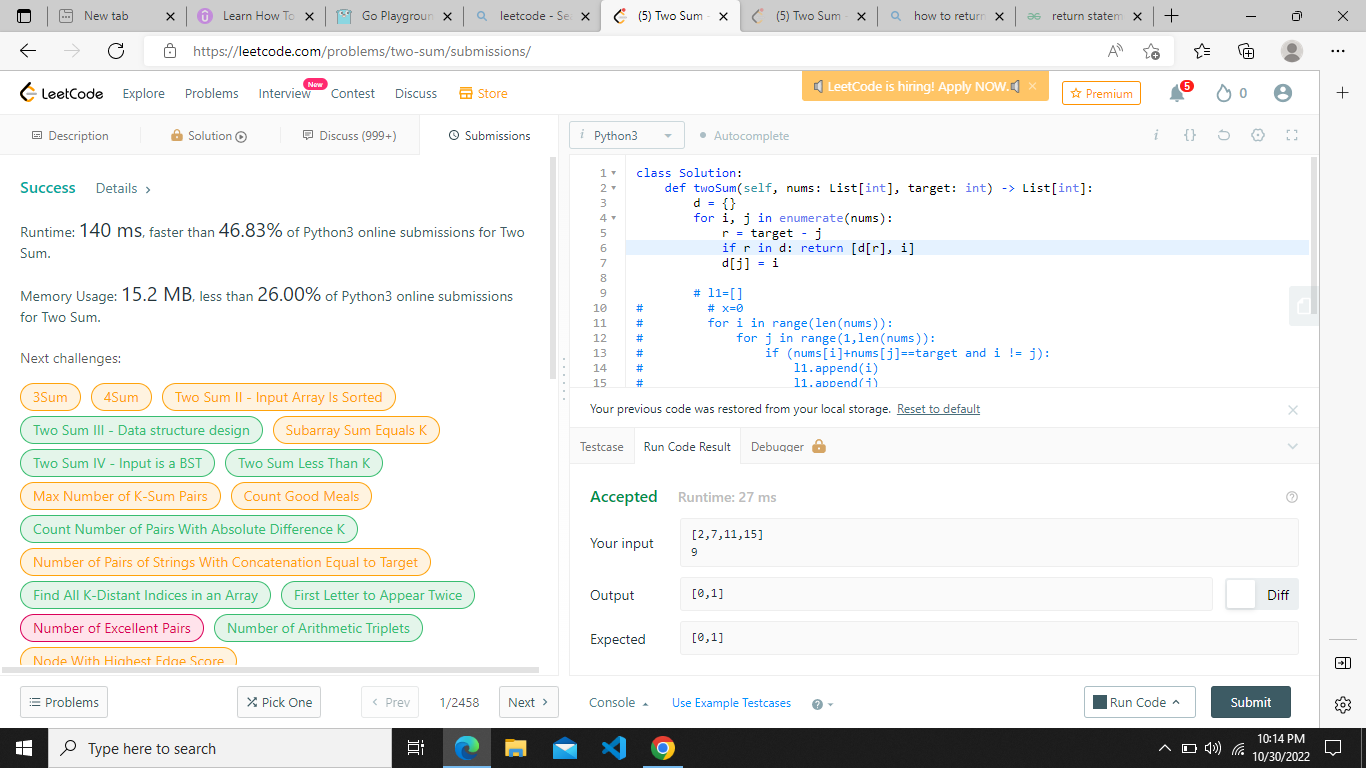 New tab
Learn How To
Go Playground
leetcode - Se
(5) Two Sum -
(5) Two Sum -
how to return
return statem
https://leetcode.com/problems/two-sum/submissions/
LeetCode
Explore
Problems
Interview
New
Contest
Discuss
Store
LeetCode is hiring! Apply NOW.
Premium
5
0
Description
Solution
Discuss (999+)
Submissions
Success
Details
Runtime: 140 ms, faster than 46.83% of Python3 online submissions for Two
Sum.
Memory Usage: 15.2 MB, less than 26.00% of Python3 online submissions
for Two Sum.
Next challenges:
3Sum
4Sum
Two Sum II - Input Array Is Sorted
Two Sum III - Data structure design
Subarray Sum Equals K
Two Sum IV - Input is a BST
Two Sum Less Than K
Max Number of K-Sum Pairs
Count Good Meals
Count Number of Pairs With Absolute Difference K
Number of Pairs of Strings With Concatenation Equal to Target
Find All K-Distant Indices in an Array
First Letter to Appear Twice
Number of Excellent Pairs
Number of Arithmetic Triplets
Node With Highest Edge Score
Problems
Pick One
Prev
1/2458
Next
i Python3
Autocomplete
i
{}
1 class Solution:
2 def twoSum(self, nums: List[int], target: int) -> List[int]:
3 d = {}
4 for i, j in enumerate(nums):
5 r = target - j
6 if r in d: return [d[r], i]
7 d[j] = i
8
9 # l1=[]
10 # # x=0
11 # for i in range(len(nums)):
12 # for j in range(1,len(nums)):
13 # if (nums[i]+nums[j]==target and i != j):
14 # l1.append(i)
15 # l1.append(j)
Your previous code was restored from your local storage. Reset to default
Testcase
Run Code Result
Debugger
Accepted
Runtime: 27 ms
Your input
[2,7,11,15]
9
Output
[0,1]
Diff
Expected
[0,1]
Console
Use Example Testcases
Run Code
Submit
Type here to search
10:14 PM
10/30/2022